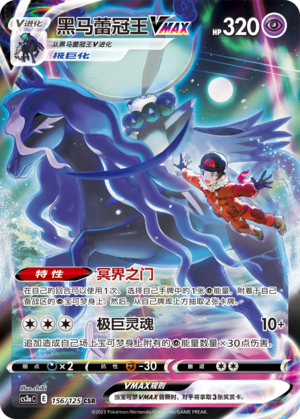 V进化 黑马蕾冠王VMAX HP320
从黑马蕾冠王V进化
极巨化
特性 冥界之门
在自己的回合可以使用1次。选择自己手牌中的1张能量,附着于自己
备战区的宝可梦身上。然后,从自己牌库上方抽取2张卡牌。
极巨灵魂 10+
追加造成场上自己宝可梦身上附有的能量数量×30点伤害。
弱点 ×2 抵抗力 -30 撤退
VMAX规则
当宝可梦VMAX昏厥时,对手将拿取3张奖赏卡。
cs3aC E 156/125 CSR
©2023 Pokémon/Nintendo/Creatures/GAME FREAK.